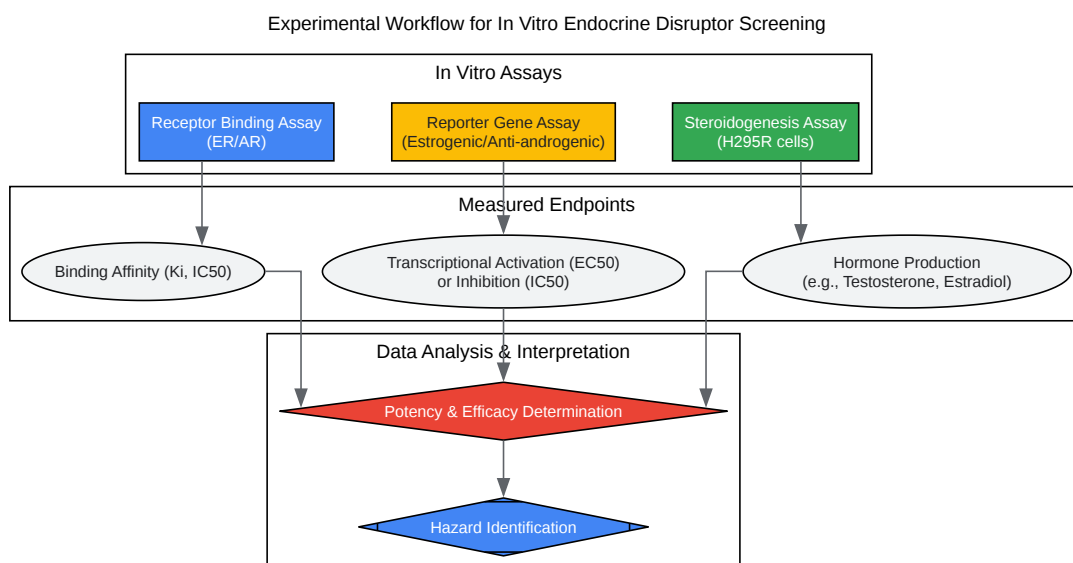 Experimental Workflow for In Vitro Endocrine Disruptor Screening
In Vitro Assays
Receptor Binding Assay
(ER/AR)
Reporter Gene Assay
(Estrogenic/Anti-androgenic)
Steroidogenesis Assay
(H295R cells)
Measured Endpoints
Binding Affinity (Ki, IC50)
Transcriptional Activation (EC50)
or Inhibition (IC50)
Hormone Production
(e.g., Testosterone, Estradiol)
Data Analysis & Interpretation
Potency & Efficacy Determination
Hazard Identification